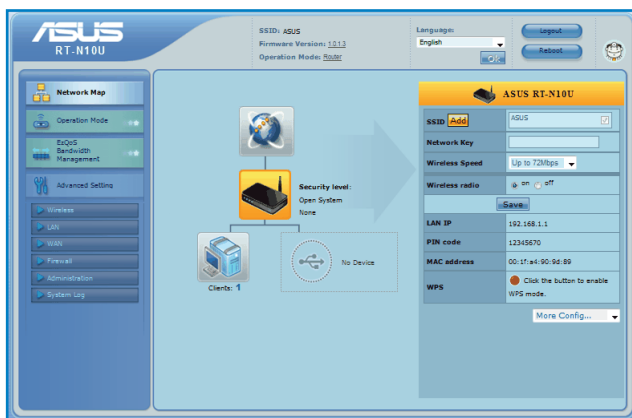 ASUS
RT-N10U
SSID: ASUS
Firmware Version: 1.0.1.3
Operation Mode: Router
Language:
English
Logout
Reboot
Network Map
Operation Mode
EzQoS
Bandwidth
Management
Advanced Setting
Wireless
LAN
WAN
Firewall
Administration
System Log
Security level:
Open System
None
Clients: 1
No Device
ASUS RT-N10U
SSID Add ASUS
Network Key
Wireless Speed Up to 72Mbps
Wireless radio on off
Save
LAN IP 192.168.1.1
PIN code 12345670
MAC address 00:1f:a4:90:9d:89
WPS Click the button to enable
WPS mode.
More Config...